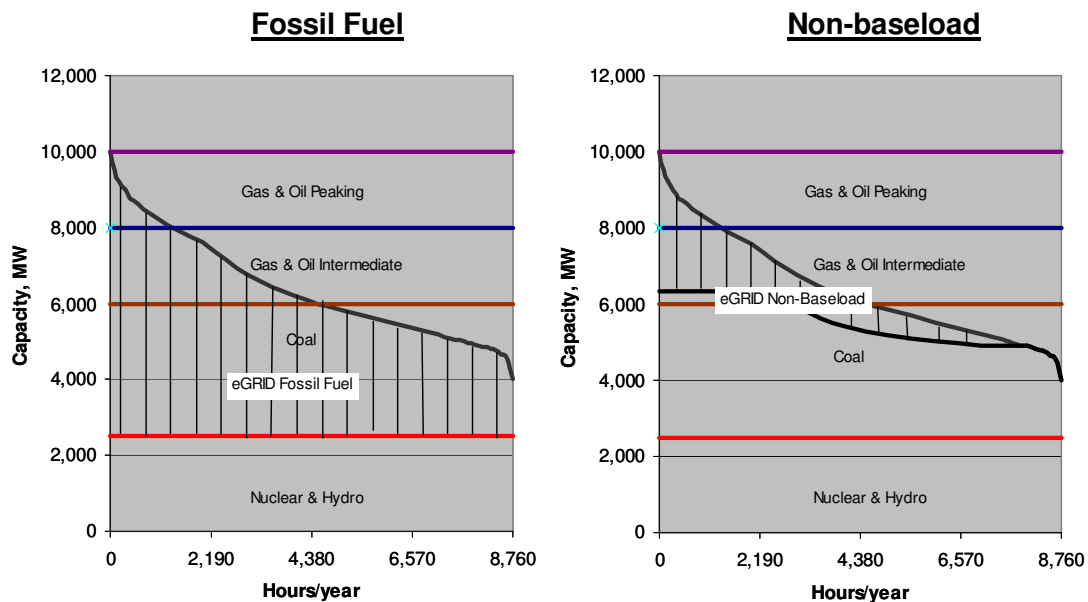 Fossil Fuel
12,000
10,000
8,000
6,000
4,000
2,000
0
Capacity, MW
Gas & Oil Peaking
Gas & Oil Intermediate
Coal
eGRID Fossil Fuel
Nuclear & Hydro
0 2,190 4,380 6,570 8,760
Hours/year
Non-baseload
12,000
10,000
8,000
6,000
4,000
2,000
0
Capacity, MW
Gas & Oil Peaking
Gas & Oil Intermediate
eGRID Non-Baseload
Coal
Nuclear & Hydro
0 2,190 4,380 6,570 8,760
Hours/year